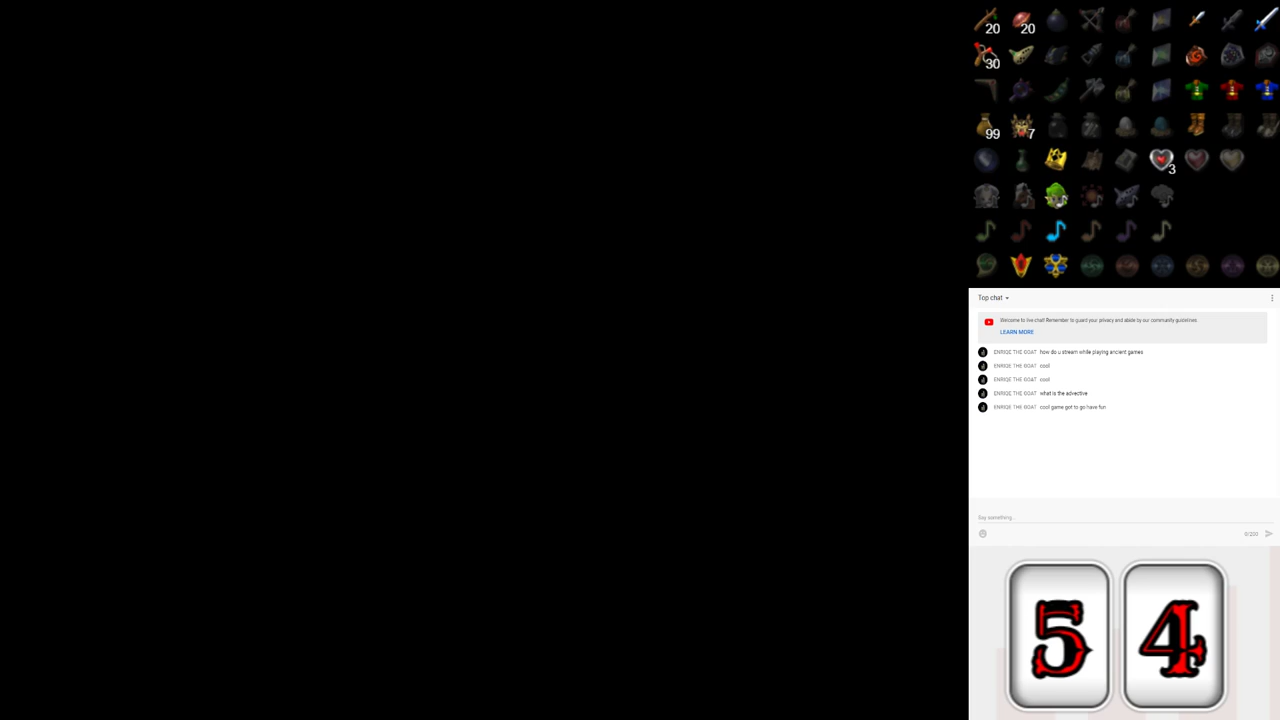 20 20
30
99 7
3
Top chat
Welcome to live chat! Remember to guard your privacy and abide by our community guidelines.
LEARN MORE
ENRIQE THE GOAT how do u stream while playing ancient games
ENRIQE THE GOAT cool
ENRIQE THE GOAT cool
ENRIQE THE GOAT what is the advective
ENRIQE THE GOAT cool game got to go have fun
Say something...
0/200
5 4